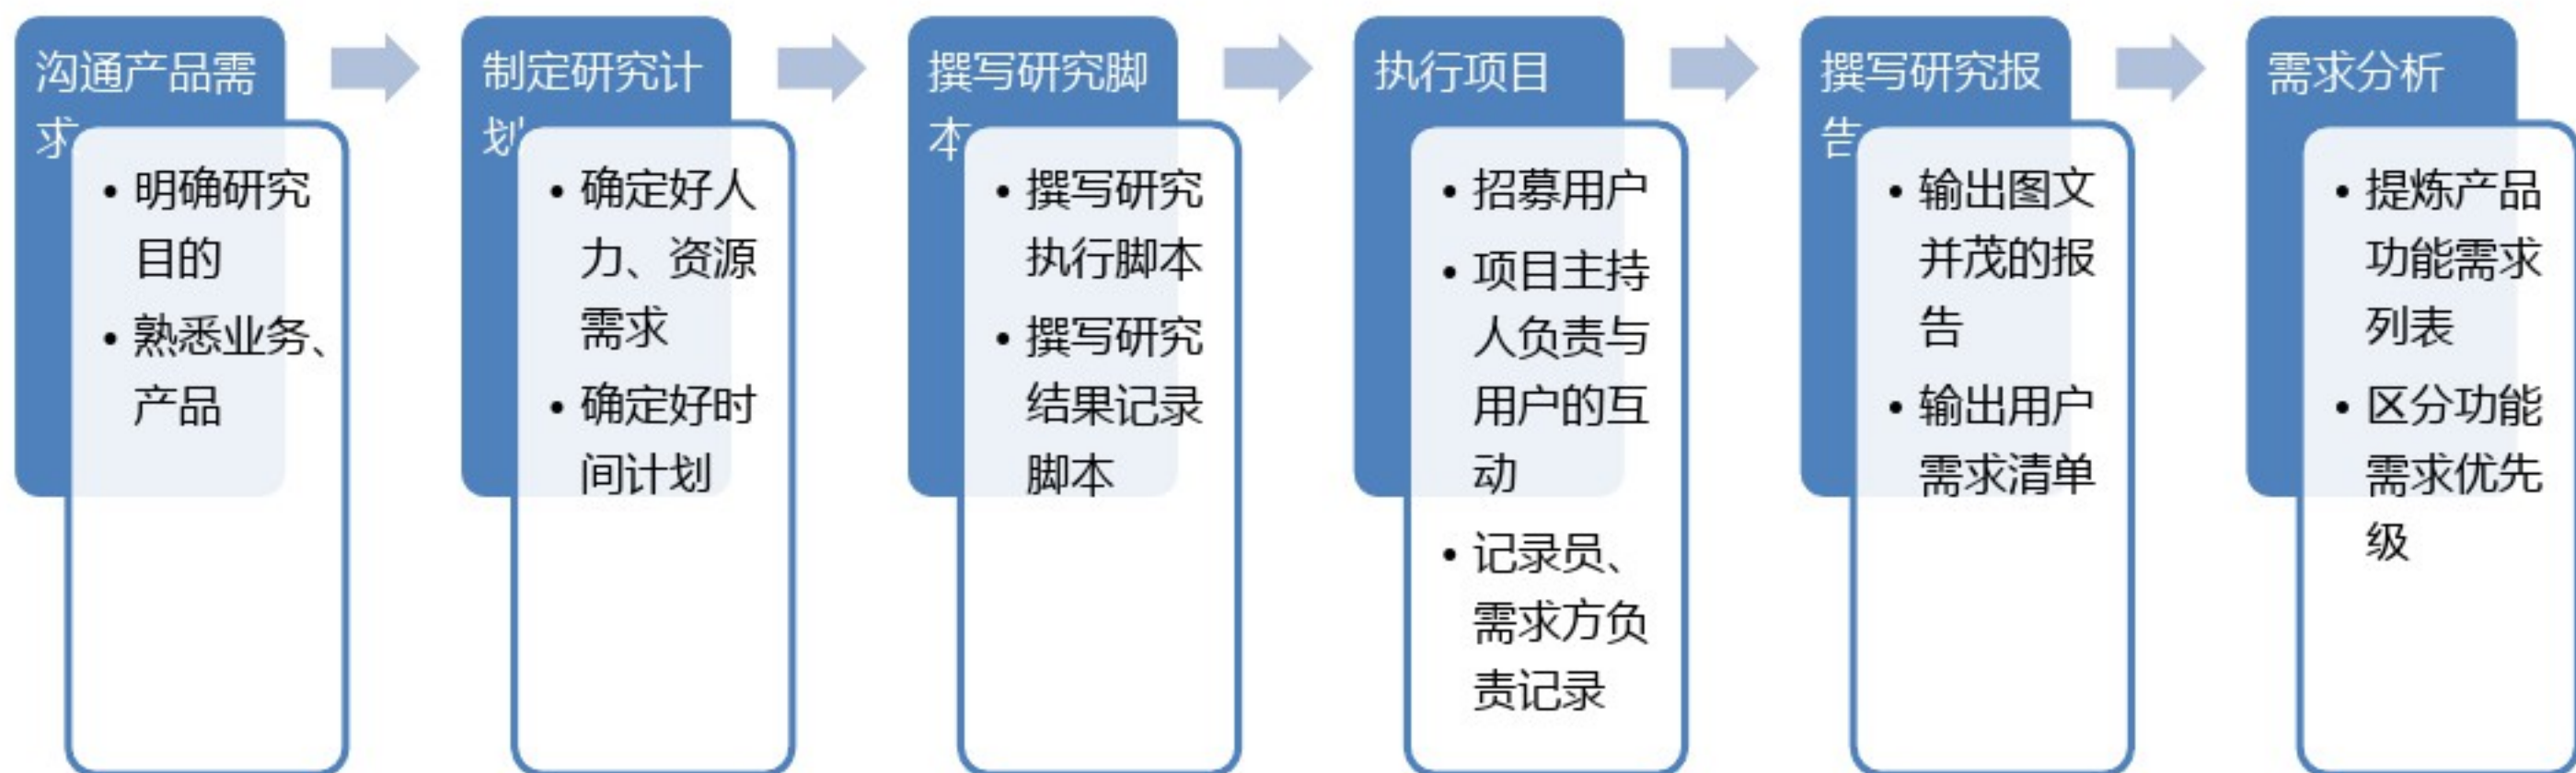 沟通产品需
求
• 明确研究
目的
• 熟悉业务、
产品
制定研究计
划
• 确定好人
力、资源
需求
• 确定好时
间计划
撰写研究脚
本
• 撰写研究
执行脚本
• 撰写研究
结果记录
脚本
执行项目
• 招募用户
• 项目主持
人负责与
用户的互
动
• 记录员、
需求方负
责记录
撰写研究报
告
• 输出图文
并茂的报
告
• 输出用户
需求清单
需求分析
• 提炼产品
功能需求
列表
• 区分功能
需求优先
级